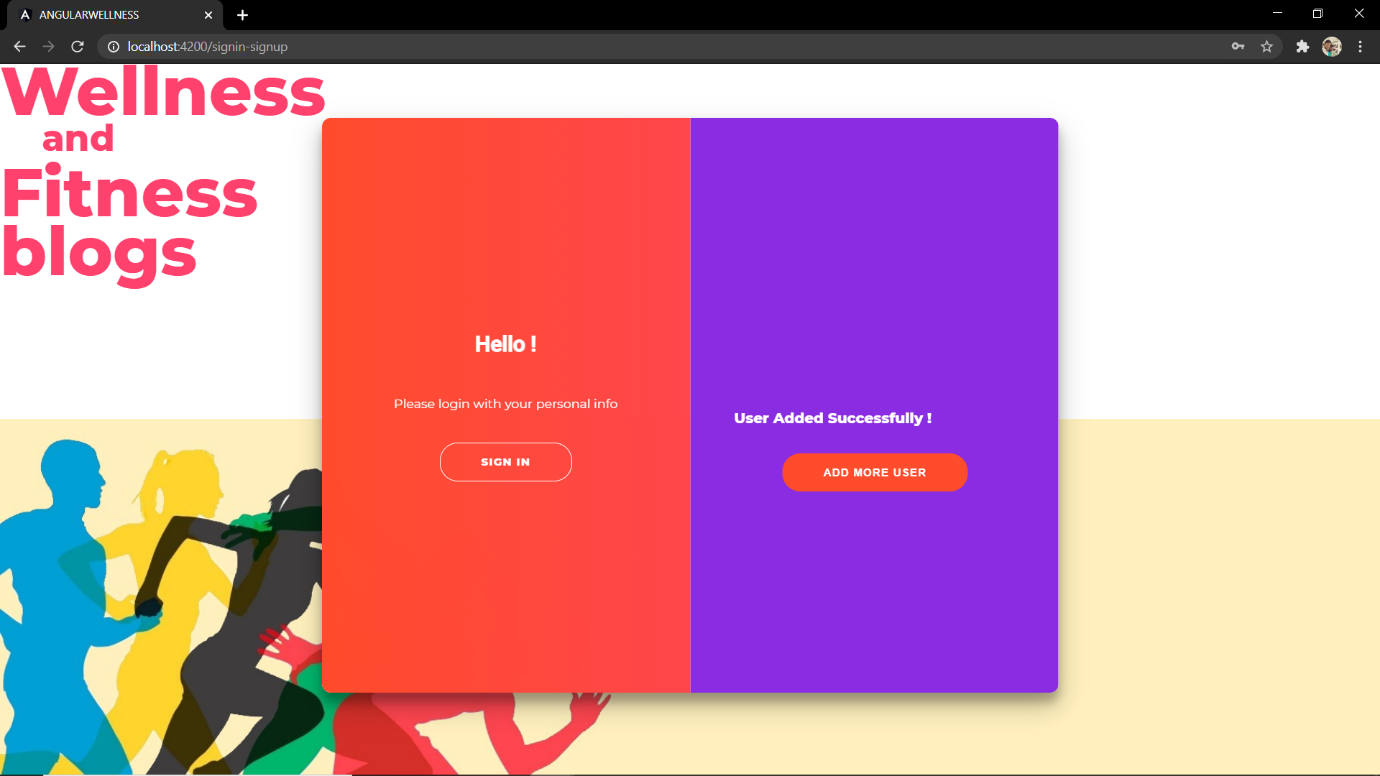 ANGULARWELLNESS
localhost:4200/signin-signup
Wellness
and
Fitness
blogs
Hello !
Please login with your personal info
SIGN IN
User Added Successfully !
ADD MORE USER